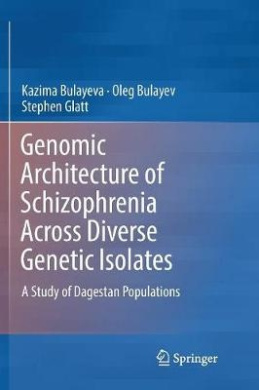 Kazima Bulayeva · Oleg Bulayev
Stephen Glatt
Genomic
Architecture of
Schizophrenia
Across Diverse
Genetic Isolates
A Study of Dagestan Populations
Springer